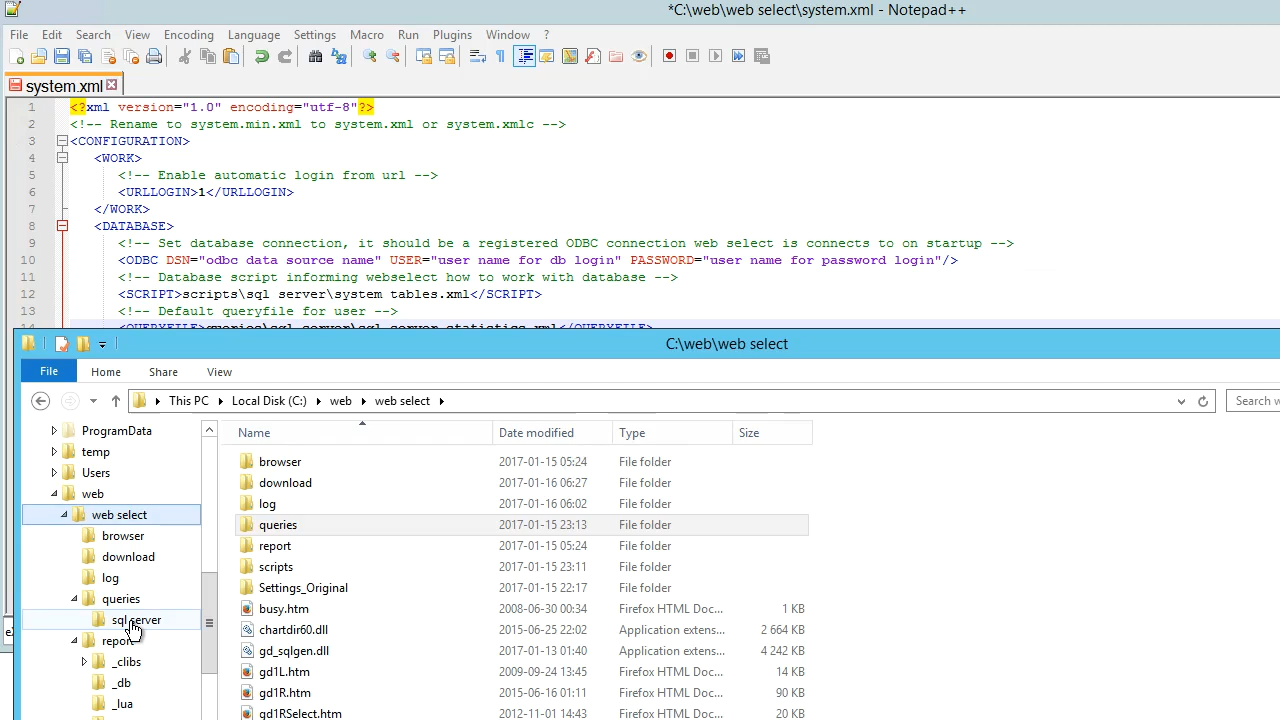 *C:\web\web select\system.xml - Notepad++
File Edit Search View Encoding Language Settings Macro Run Plugins Window ?
system.xml
1 <?xml version="1.0" encoding="utf-8"?>
2 <!-- Rename to system.min.xml to system.xml or system.xmlc -->
3 <CONFIGURATION>
4 <WORK>
5 <!-- Enable automatic login from url -->
6 <URLLOGIN>1</URLLOGIN>
7 </WORK>
8 <DATABASE>
9 <!-- Set database connection, it should be a registered ODBC connection web select is connects to on startup -->
10 <ODBC DSN="odbc data source name" USER="user name for db login" PASSWORD="user name for password login"/>
11 <!-- Database script informing webselect how to work with database -->
12 <SCRIPT>scripts\sql server\system tables.xml</SCRIPT>
13 <!-- Default queryfile for user -->
14 <QUERYFILE>queries\sql server\sql server statistics.xml</QUERYFILE>
C:\web\web select
File Home Share View
This PC Local Disk (C:) web web select Search w
ProgramData
temp
Users
web
web select
browser
download
log
queries
sql server
report
_clibs
_db
_lua
Name Date modified Type Size
browser 2017-01-15 05:24 File folder
download 2017-01-16 06:27 File folder
log 2017-01-16 06:02 File folder
queries 2017-01-15 23:13 File folder
report 2017-01-15 05:24 File folder
scripts 2017-01-15 23:11 File folder
Settings_Original 2017-01-15 22:17 File folder
busy.htm 2008-06-30 00:34 Firefox HTML Doc... 1 KB
chartdir60.dll 2015-06-25 22:02 Application extens... 2 664 KB
gd_sqlgen.dll 2017-01-13 01:40 Application extens... 4 242 KB
gd1L.htm 2009-09-24 13:45 Firefox HTML Doc... 14 KB
gd1R.htm 2015-06-16 01:11 Firefox HTML Doc... 90 KB
gd1RSelect.htm 2012-11-01 14:43 Firefox HTML Doc... 20 KB